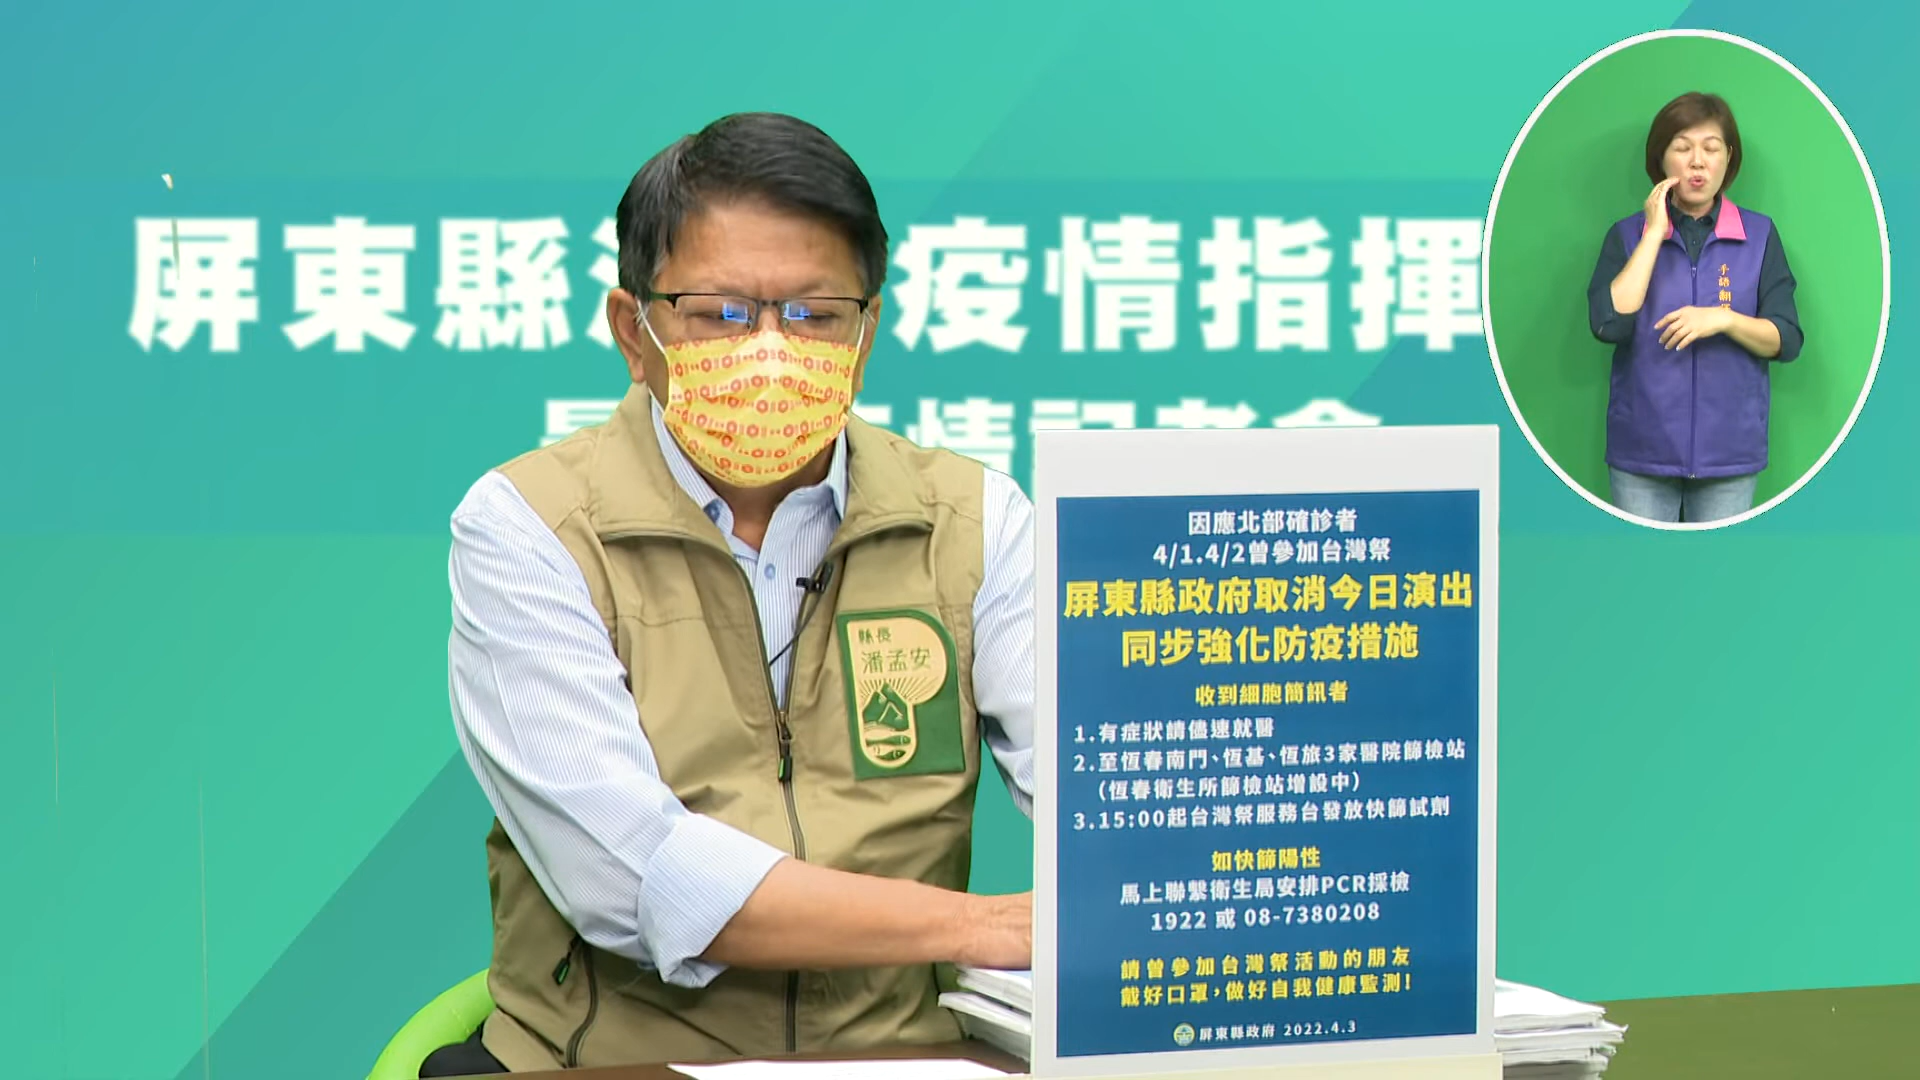 屏東縣 疫情指揮
情記者會
手語翻譯
縣長
潘孟安
因應北部確診者
4/1.4/2曾參加台灣祭
屏東縣政府取消今日演出
同步強化防疫措施
收到細胞簡訊者
1.有症狀請儘速就醫
2.至恆春南門、恆基、恆旅3家醫院篩檢站
(恆春衛生所篩檢站增設中)
3.15:00起台灣祭服務台發放快篩試劑
如快篩陽性
馬上聯繫衛生局安排PCR採檢
1922 或 08-7380208
請曾參加台灣祭活動的朋友
戴好口罩,做好自我健康監測!
屏東縣政府 2022.4.3